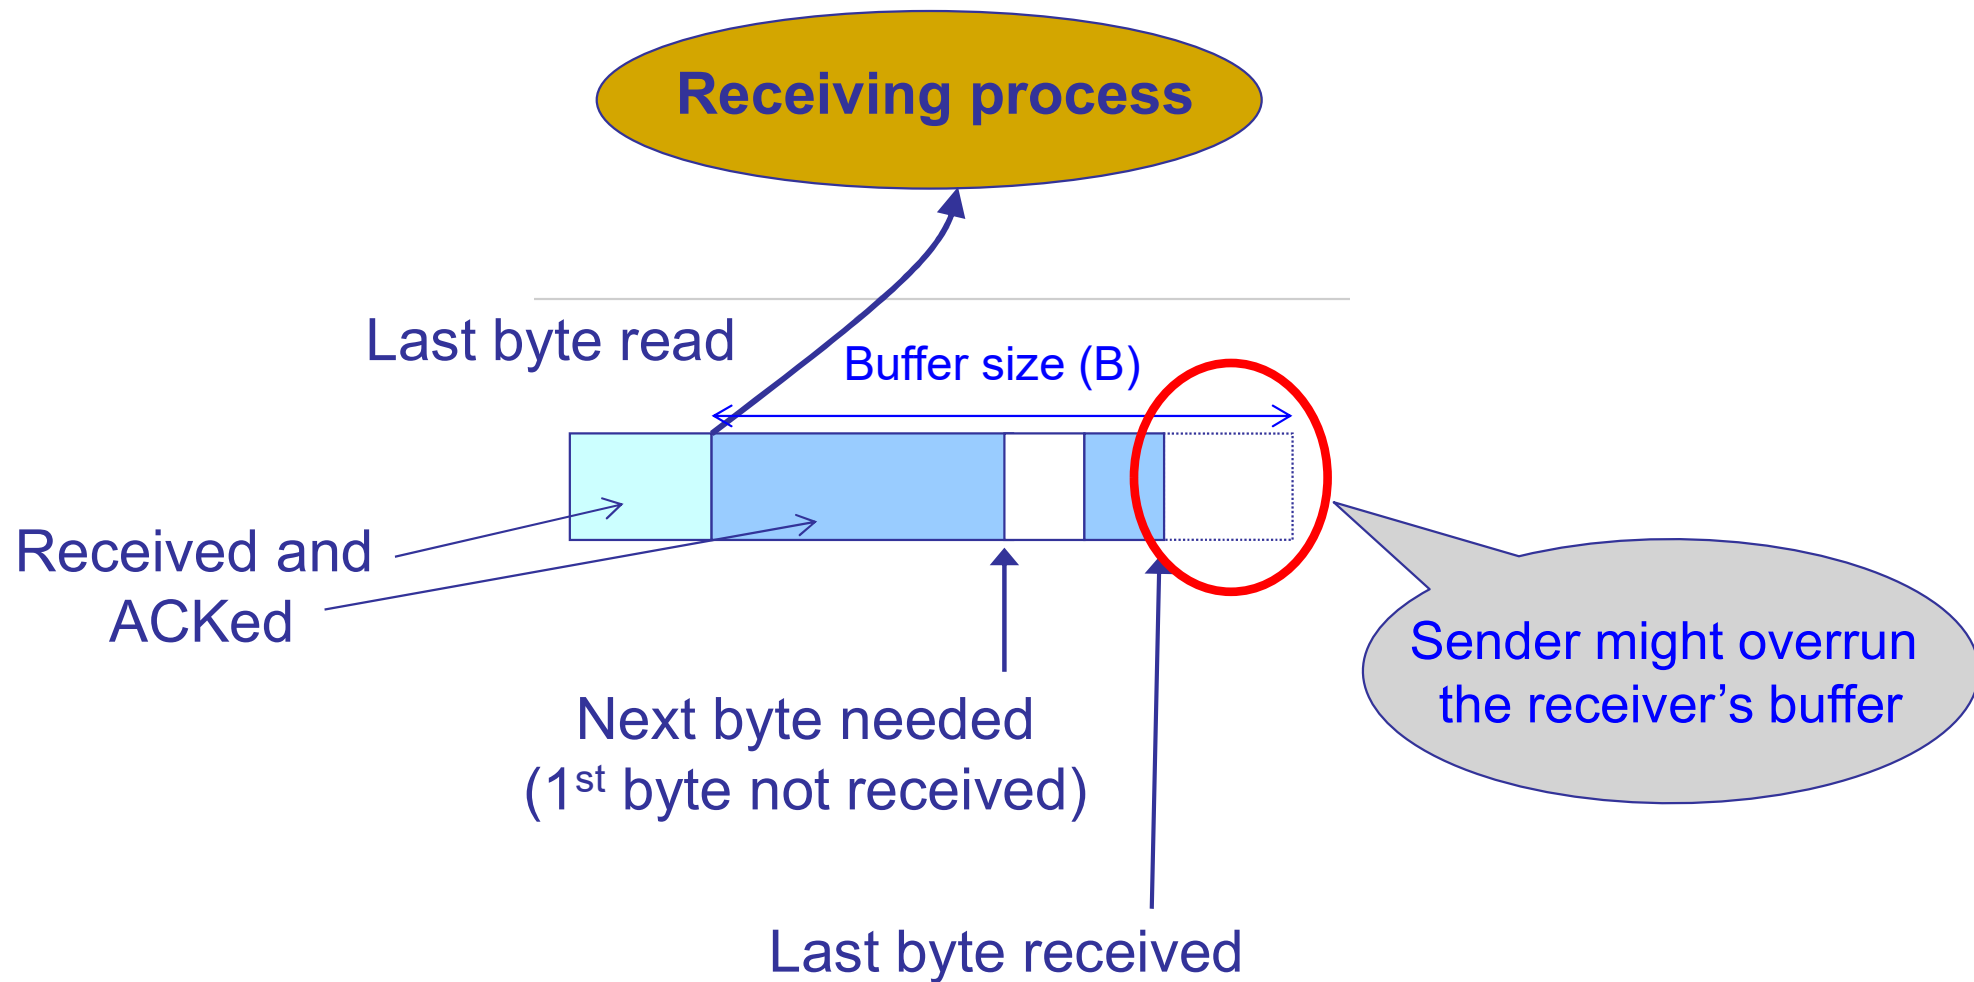 Receiving process
Last byte read
Buffer size (B)
Received and
ACKed
Sender might overrun
the receiver’s buffer
Next byte needed
(1st byte not received)
Last byte received